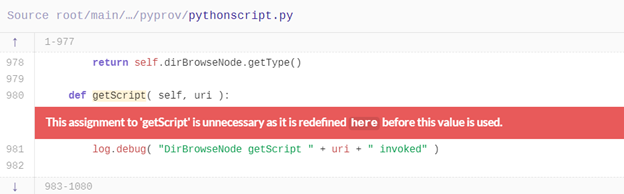 Source root/main/…/pyprov/pythonscript.py
↑ 1-977
978 return self.dirBrowseNode.getType()
979
980 def getScript( self, uri ):
This assignment to 'getScript' is unnecessary as it is redefined here before this value is used.
981 log.debug( "DirBrowseNode getScript " + uri + " invoked" )
982
↓ 983-1080